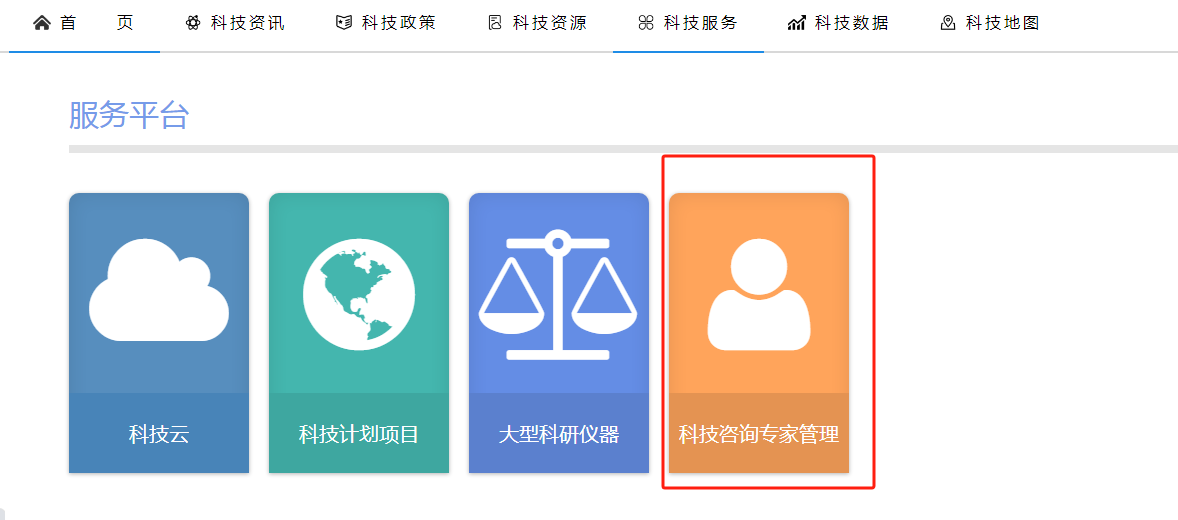 首 页 科技资讯 科技政策 科技资源 科技服务 科技数据 科技地图
服务平台
科技云 科技计划项目 大型科研仪器 科技咨询专家管理